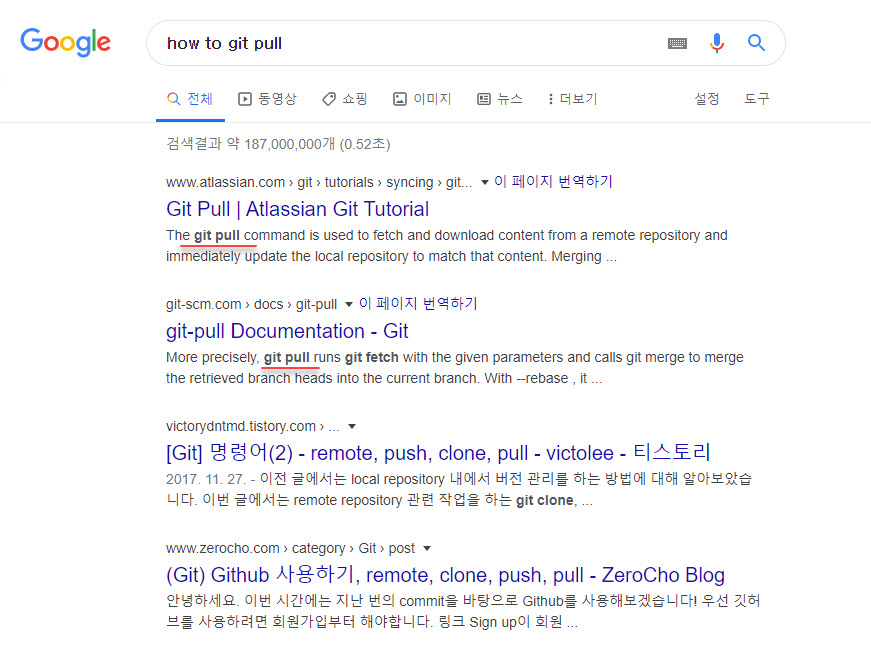 Google
how to git pull
전체 동영상 쇼핑 이미지 뉴스 더보기 설정 도구
검색결과 약 187,000,000개 (0.52초)
www.atlassian.com › git › tutorials › syncing › git... 이 페이지 번역하기
Git Pull | Atlassian Git Tutorial
The git pull command is used to fetch and download content from a remote repository and
immediately update the local repository to match that content. Merging ...
git-scm.com › docs › git-pull 이 페이지 번역하기
git-pull Documentation - Git
More precisely, git pull runs git fetch with the given parameters and calls git merge to merge
the retrieved branch heads into the current branch. With --rebase , it ...
victorydntmd.tistory.com › ...
[Git] 명령어(2) - remote, push, clone, pull - victolee - 티스토리
2017. 11. 27. - 이전 글에서는 local repository 내에서 버전 관리를 하는 방법에 대해 알아보았습
니다. 이번 글에서는 remote repository 관련 작업을 하는 git clone, ...
www.zerocho.com › category › Git › post
(Git) Github 사용하기, remote, clone, push, pull - ZeroCho Blog
안녕하세요. 이번 시간에는 지난 번의 commit을 바탕으로 Github를 사용해보겠습니다! 우선 깃허
브를 사용하려면 회원가입부터 해야합니다. 링크 Sign up이 회원 ...